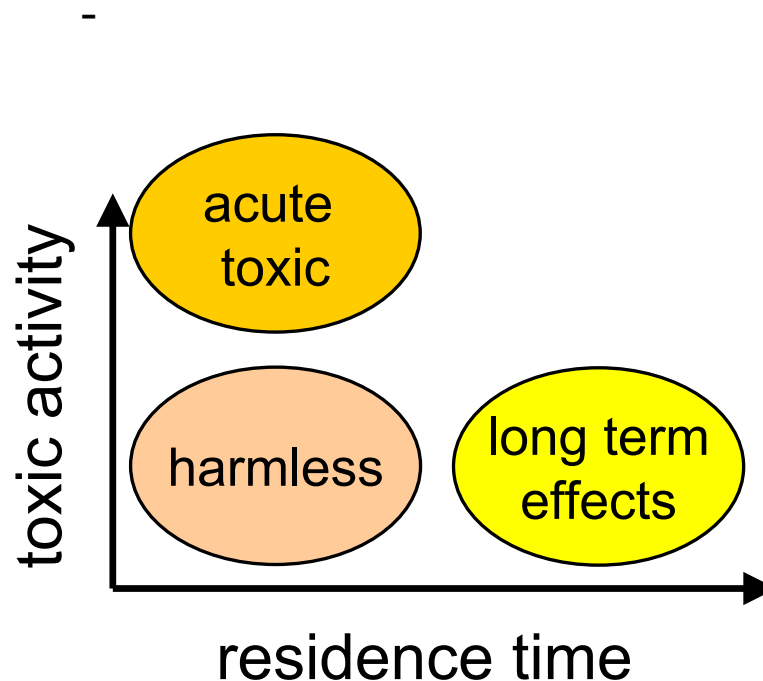 -
acute
toxic
toxic activity
harmless
long term
effects
residence time